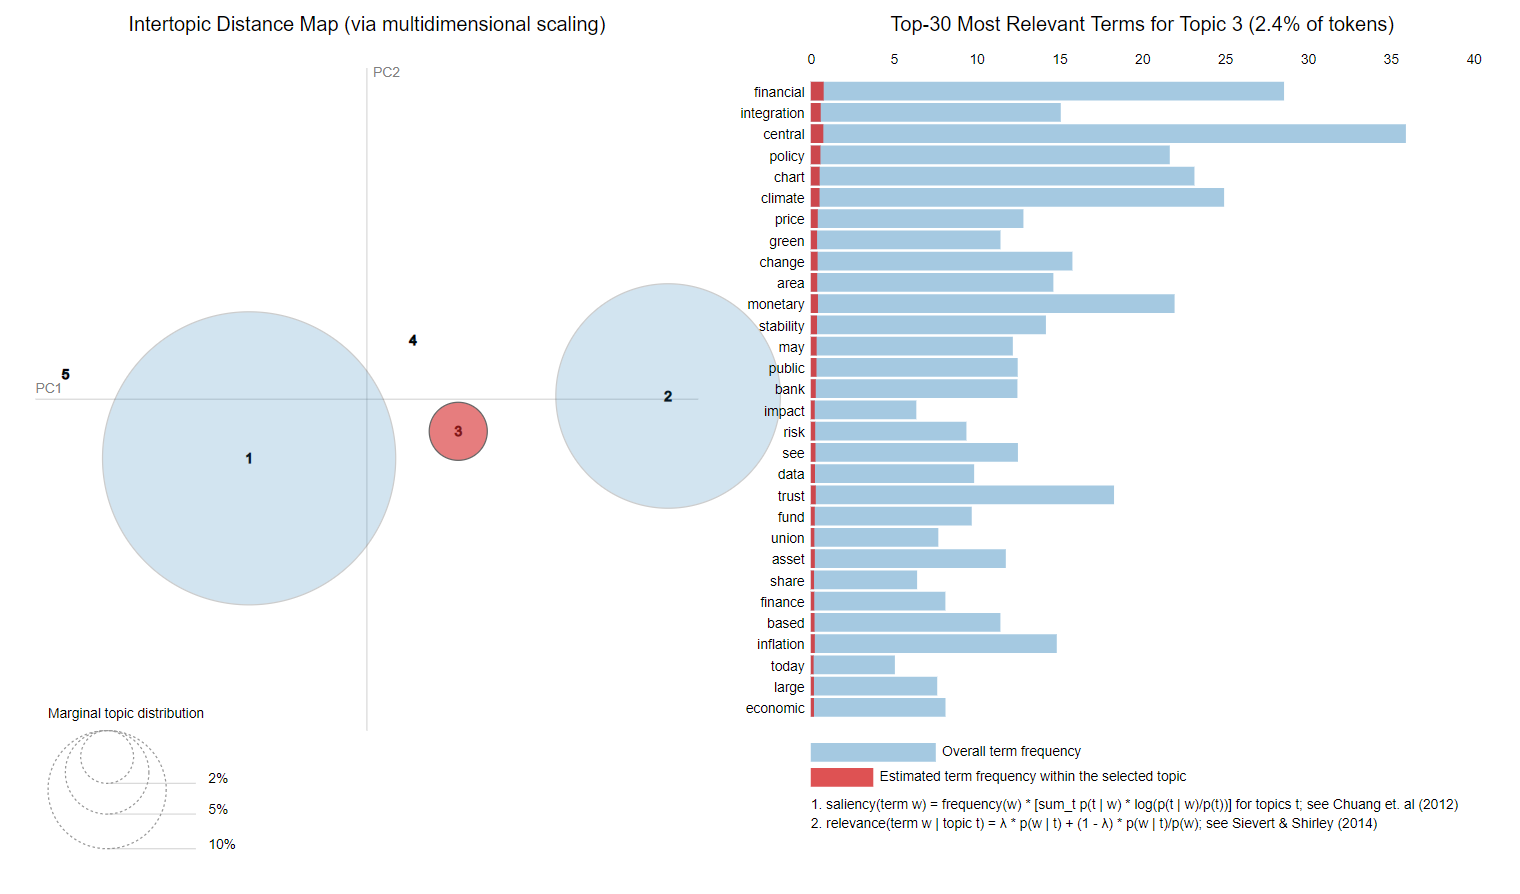 Intertopic Distance Map (via multidimensional scaling)
PC2
4
5
PC1
2
3
1
Marginal topic distribution
2%
5%
10%
Top-30 Most Relevant Terms for Topic 3 (2.4% of tokens)
0 5 10 15 20 25 30 35 40
financial
integration
central
policy
chart
climate
price
green
change
area
monetary
stability
may
public
bank
impact
risk
see
data
trust
fund
union
asset
share
finance
based
inflation
today
large
economic
Overall term frequency
Estimated term frequency within the selected topic
1. saliency(term w) = frequency(w) * [sum_t p(t | w) * log(p(t | w)/p(t))] for topics t; see Chuang et. al (2012)
2. relevance(term w | topic t) = λ * p(w | t) + (1 - λ) * p(w | t)/p(w); see Sievert & Shirley (2014)